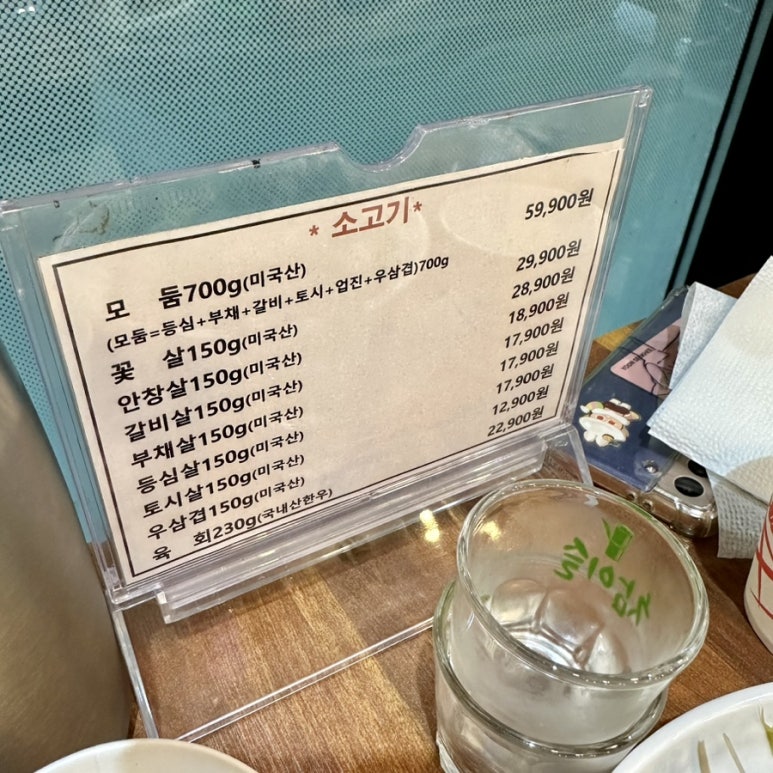 * 소고기 *
모 둠700g(미국산) 59,900원
(모둠=등심+부채+갈비+토시+업진+우삼겹)700g
꽃 살150g(미국산) 29,900원
안창살150g(미국산) 28,900원
갈비살150g(미국산) 18,900원
부채살150g(미국산) 17,900원
등심살150g(미국산) 17,900원
토시살150g(미국산) 17,900원
우삼겹150g(미국산) 12,900원
육 회230g(국내산한우) 22,900원
참이슬